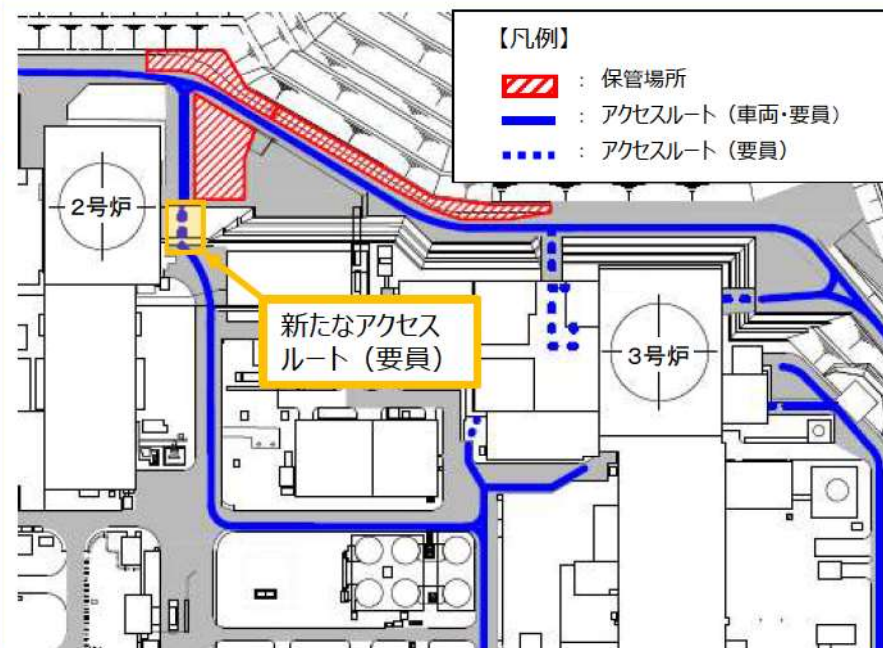 【凡例】
: 保管場所
: アクセスルート（車両・要員）
: アクセスルート（要員）
2号炉
新たなアクセス
ルート（要員）
3号炉